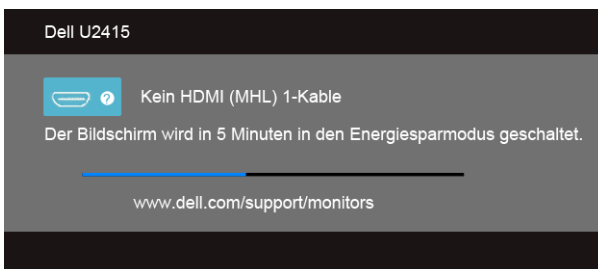 Dell U2415
Kein HDMI (MHL) 1-Kable
Der Bildschirm wird in 5 Minuten in den Energiesparmodus geschaltet.
www.dell.com/support/monitors